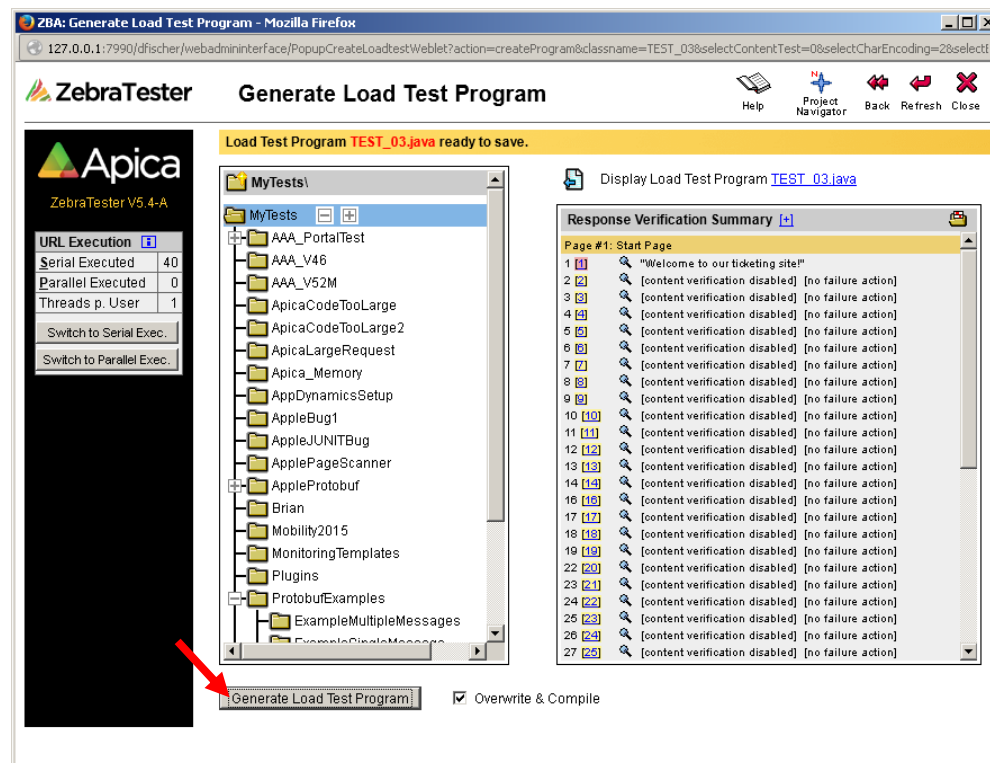 ZBA: Generate Load Test Program - Mozilla Firefox
127.0.0.1:7990/dfischer/webadmininterface/PopupCreateLoadtestWeblet?action=createProgram&classname=TEST_03&selectContentTest=0&selectCharEncoding=2&selectE
ZebraTester
Generate Load Test Program
Help
N
Project Navigator
Back
Refresh
Close
Apica
ZebraTester V5.4-A
URL Execution [i]
Serial Executed 40
Parallel Executed 0
Threads p. User 1
Switch to Serial Exec.
Switch to Parallel Exec.
Load Test Program TEST_03.java ready to save.
MyTests\
MyTests
AAA_PortalTest
AAA_V46
AAA_V52M
ApicaCodeTooLarge
ApicaCodeTooLarge2
ApicaLargeRequest
Apica_Memory
AppDynamicsSetup
AppleBug1
AppleJUNITBug
ApplePageScanner
AppleProtobuf
Brian
Mobility2015
MonitoringTemplates
Plugins
ProtobufExamples
ExampleMultipleMessages
ExampleSingleMessage
Display Load Test Program TEST_03.java
Response Verification Summary [+]
Page #1: Start Page
1 [1] "Welcome to our ticketing site!"
2 [2] [content verification disabled] [no failure action]
3 [3] [content verification disabled] [no failure action]
4 [4] [content verification disabled] [no failure action]
5 [5] [content verification disabled] [no failure action]
6 [6] [content verification disabled] [no failure action]
7 [7] [content verification disabled] [no failure action]
8 [8] [content verification disabled] [no failure action]
9 [9] [content verification disabled] [no failure action]
10 [10] [content verification disabled] [no failure action]
11 [11] [content verification disabled] [no failure action]
12 [12] [content verification disabled] [no failure action]
13 [13] [content verification disabled] [no failure action]
14 [14] [content verification disabled] [no failure action]
16 [16] [content verification disabled] [no failure action]
17 [17] [content verification disabled] [no failure action]
18 [18] [content verification disabled] [no failure action]
19 [19] [content verification disabled] [no failure action]
22 [20] [content verification disabled] [no failure action]
23 [21] [content verification disabled] [no failure action]
24 [22] [content verification disabled] [no failure action]
25 [23] [content verification disabled] [no failure action]
26 [24] [content verification disabled] [no failure action]
27 [25] [content verification disabled] [no failure action]
Generate Load Test Program
Overwrite & Compile